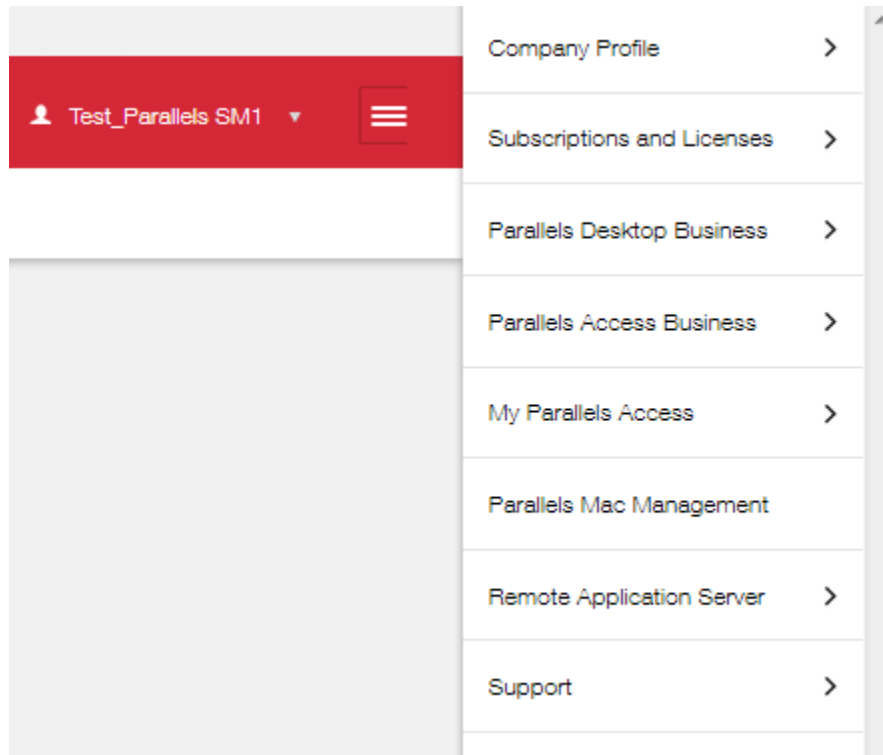 Test_Parallels SM1
Company Profile
Subscriptions and Licenses
Parallels Desktop Business
Parallels Access Business
My Parallels Access
Parallels Mac Management
Remote Application Server
Support